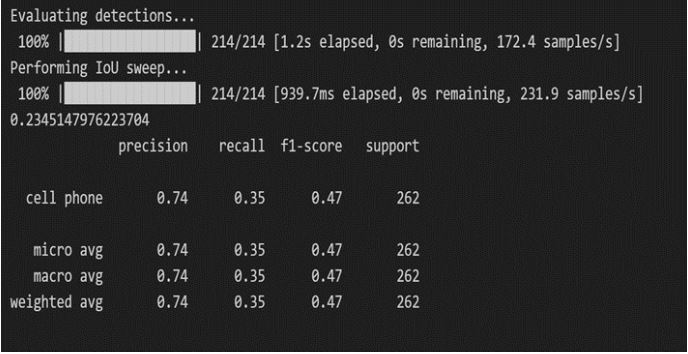 Evaluating detections...
100% |██████████████████| 214/214 [1.2s elapsed, 0s remaining, 172.4 samples/s]
Performing IoU sweep...
100% |██████████████████| 214/214 [939.7ms elapsed, 0s remaining, 231.9 samples/s]
0.2345147976223704
precision recall f1-score support
cell phone 0.74 0.35 0.47 262
micro avg 0.74 0.35 0.47 262
macro avg 0.74 0.35 0.47 262
weighted avg 0.74 0.35 0.47 262